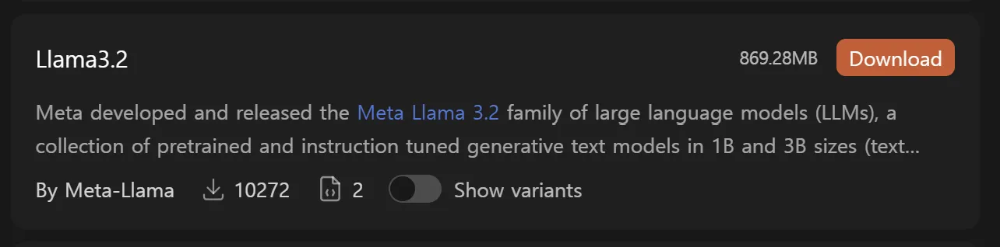 Llama3.2
869.28MB
Download
Meta developed and released the Meta Llama 3.2 family of large language models (LLMs), a
collection of pretrained and instruction tuned generative text models in 1B and 3B sizes (text...
By Meta-Llama 10272 2 Show variants